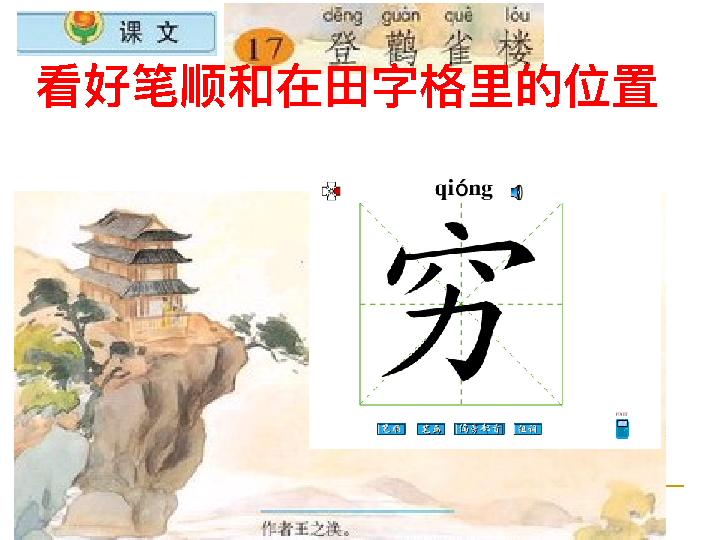 课 文
dēng guàn què lóu
17 登 鹳 雀 楼
看好笔顺和在田字格里的位置
qióng
穷
笔顺 笔画 偏旁部首 组词
EXIT
作者王之涣。